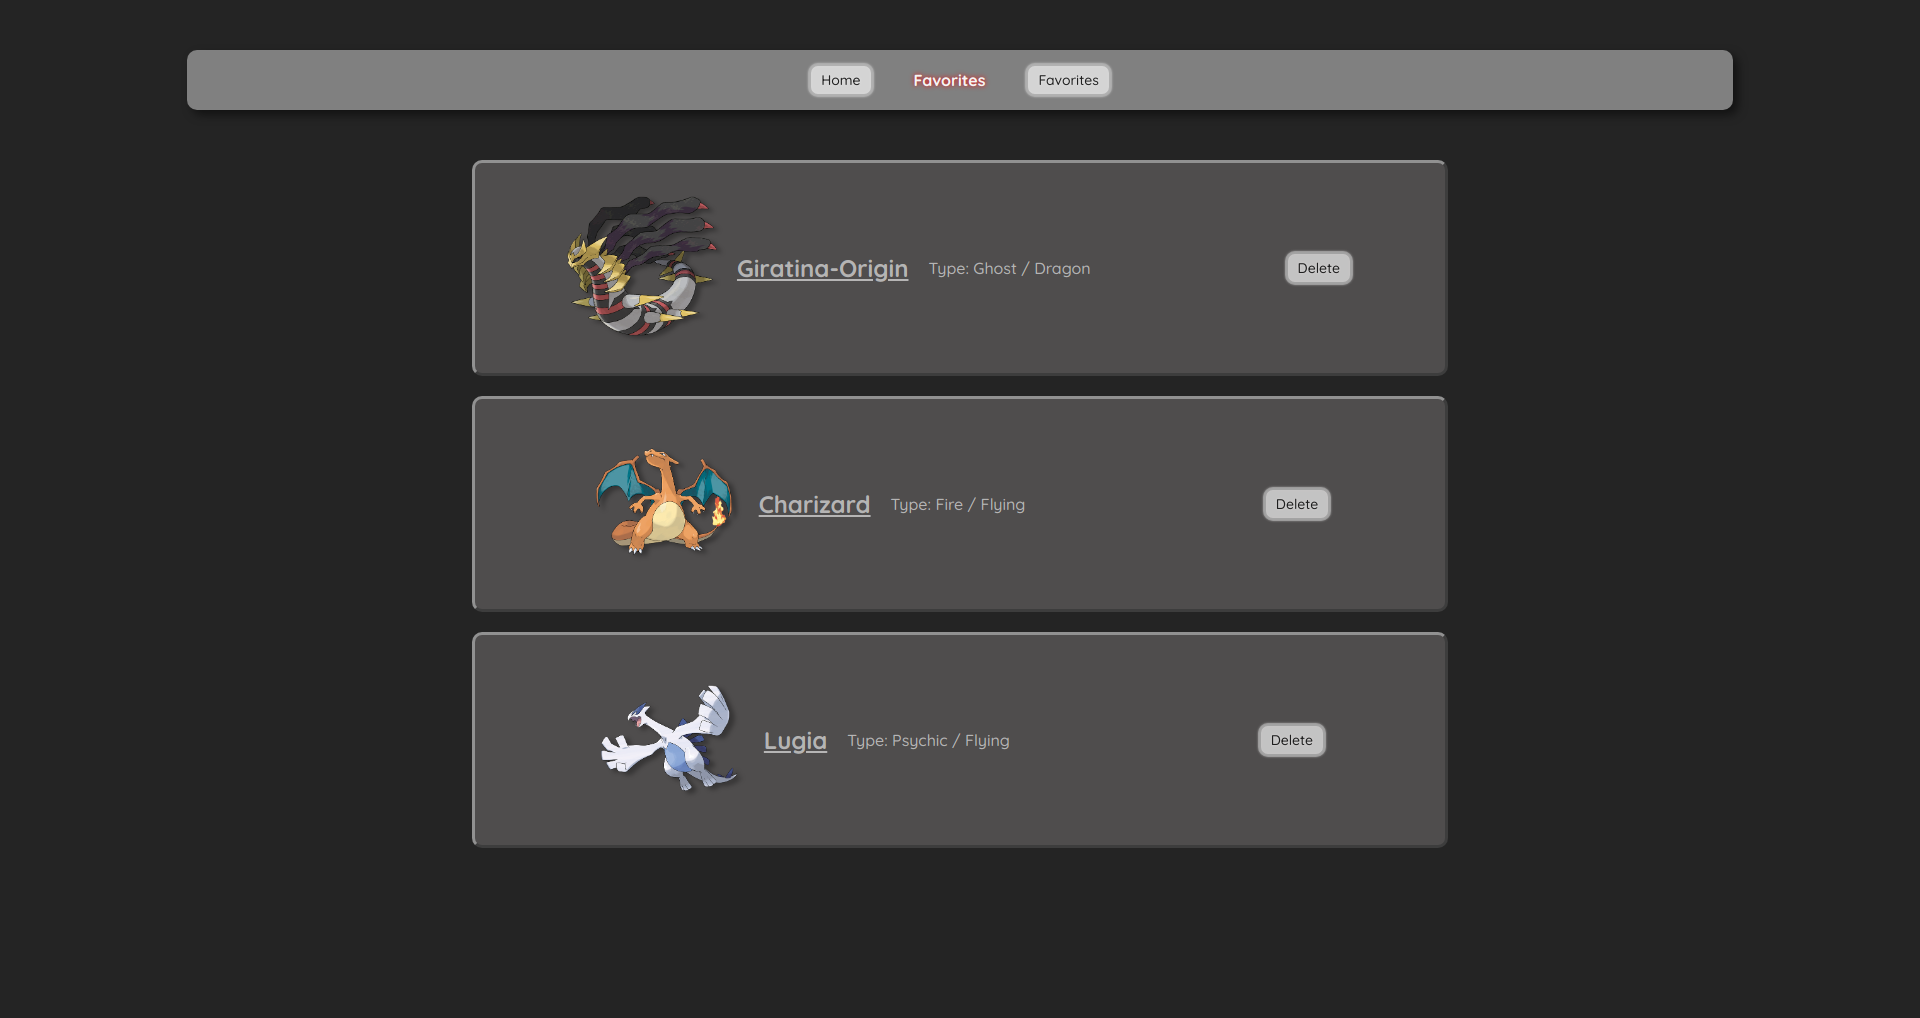 Home Favorites Favorites
Giratina-Origin Type: Ghost / Dragon Delete
Charizard Type: Fire / Flying Delete
Lugia Type: Psychic / Flying Delete